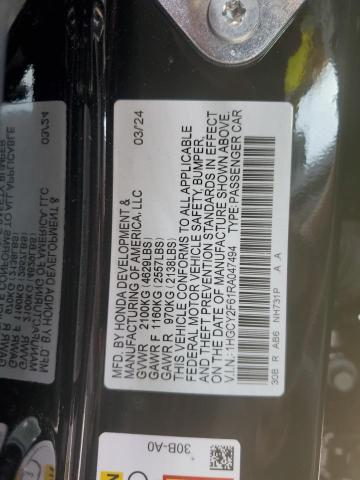 MFD. BY HONDA DEVELOPMENT &
MANUFACTURING OF AMERICA, LLC 03/24
GVWR 2100KG (4629LBS)
GAWR F 1160KG (2557LBS)
GAWR R 970KG (2138LBS)
THIS VEHICLE CONFORMS TO ALL APPLICABLE
FEDERAL MOTOR VEHICLE SAFETY, BUMPER,
AND THEFT PREVENTION STANDARDS IN EFFECT
ON THE DATE OF MANUFACTURE SHOWN ABOVE.
V.I.N.:1HGCY2F61RA047494 TYPE:PASSENGER CAR
30B R AB6 NH731P A A
30B-A0